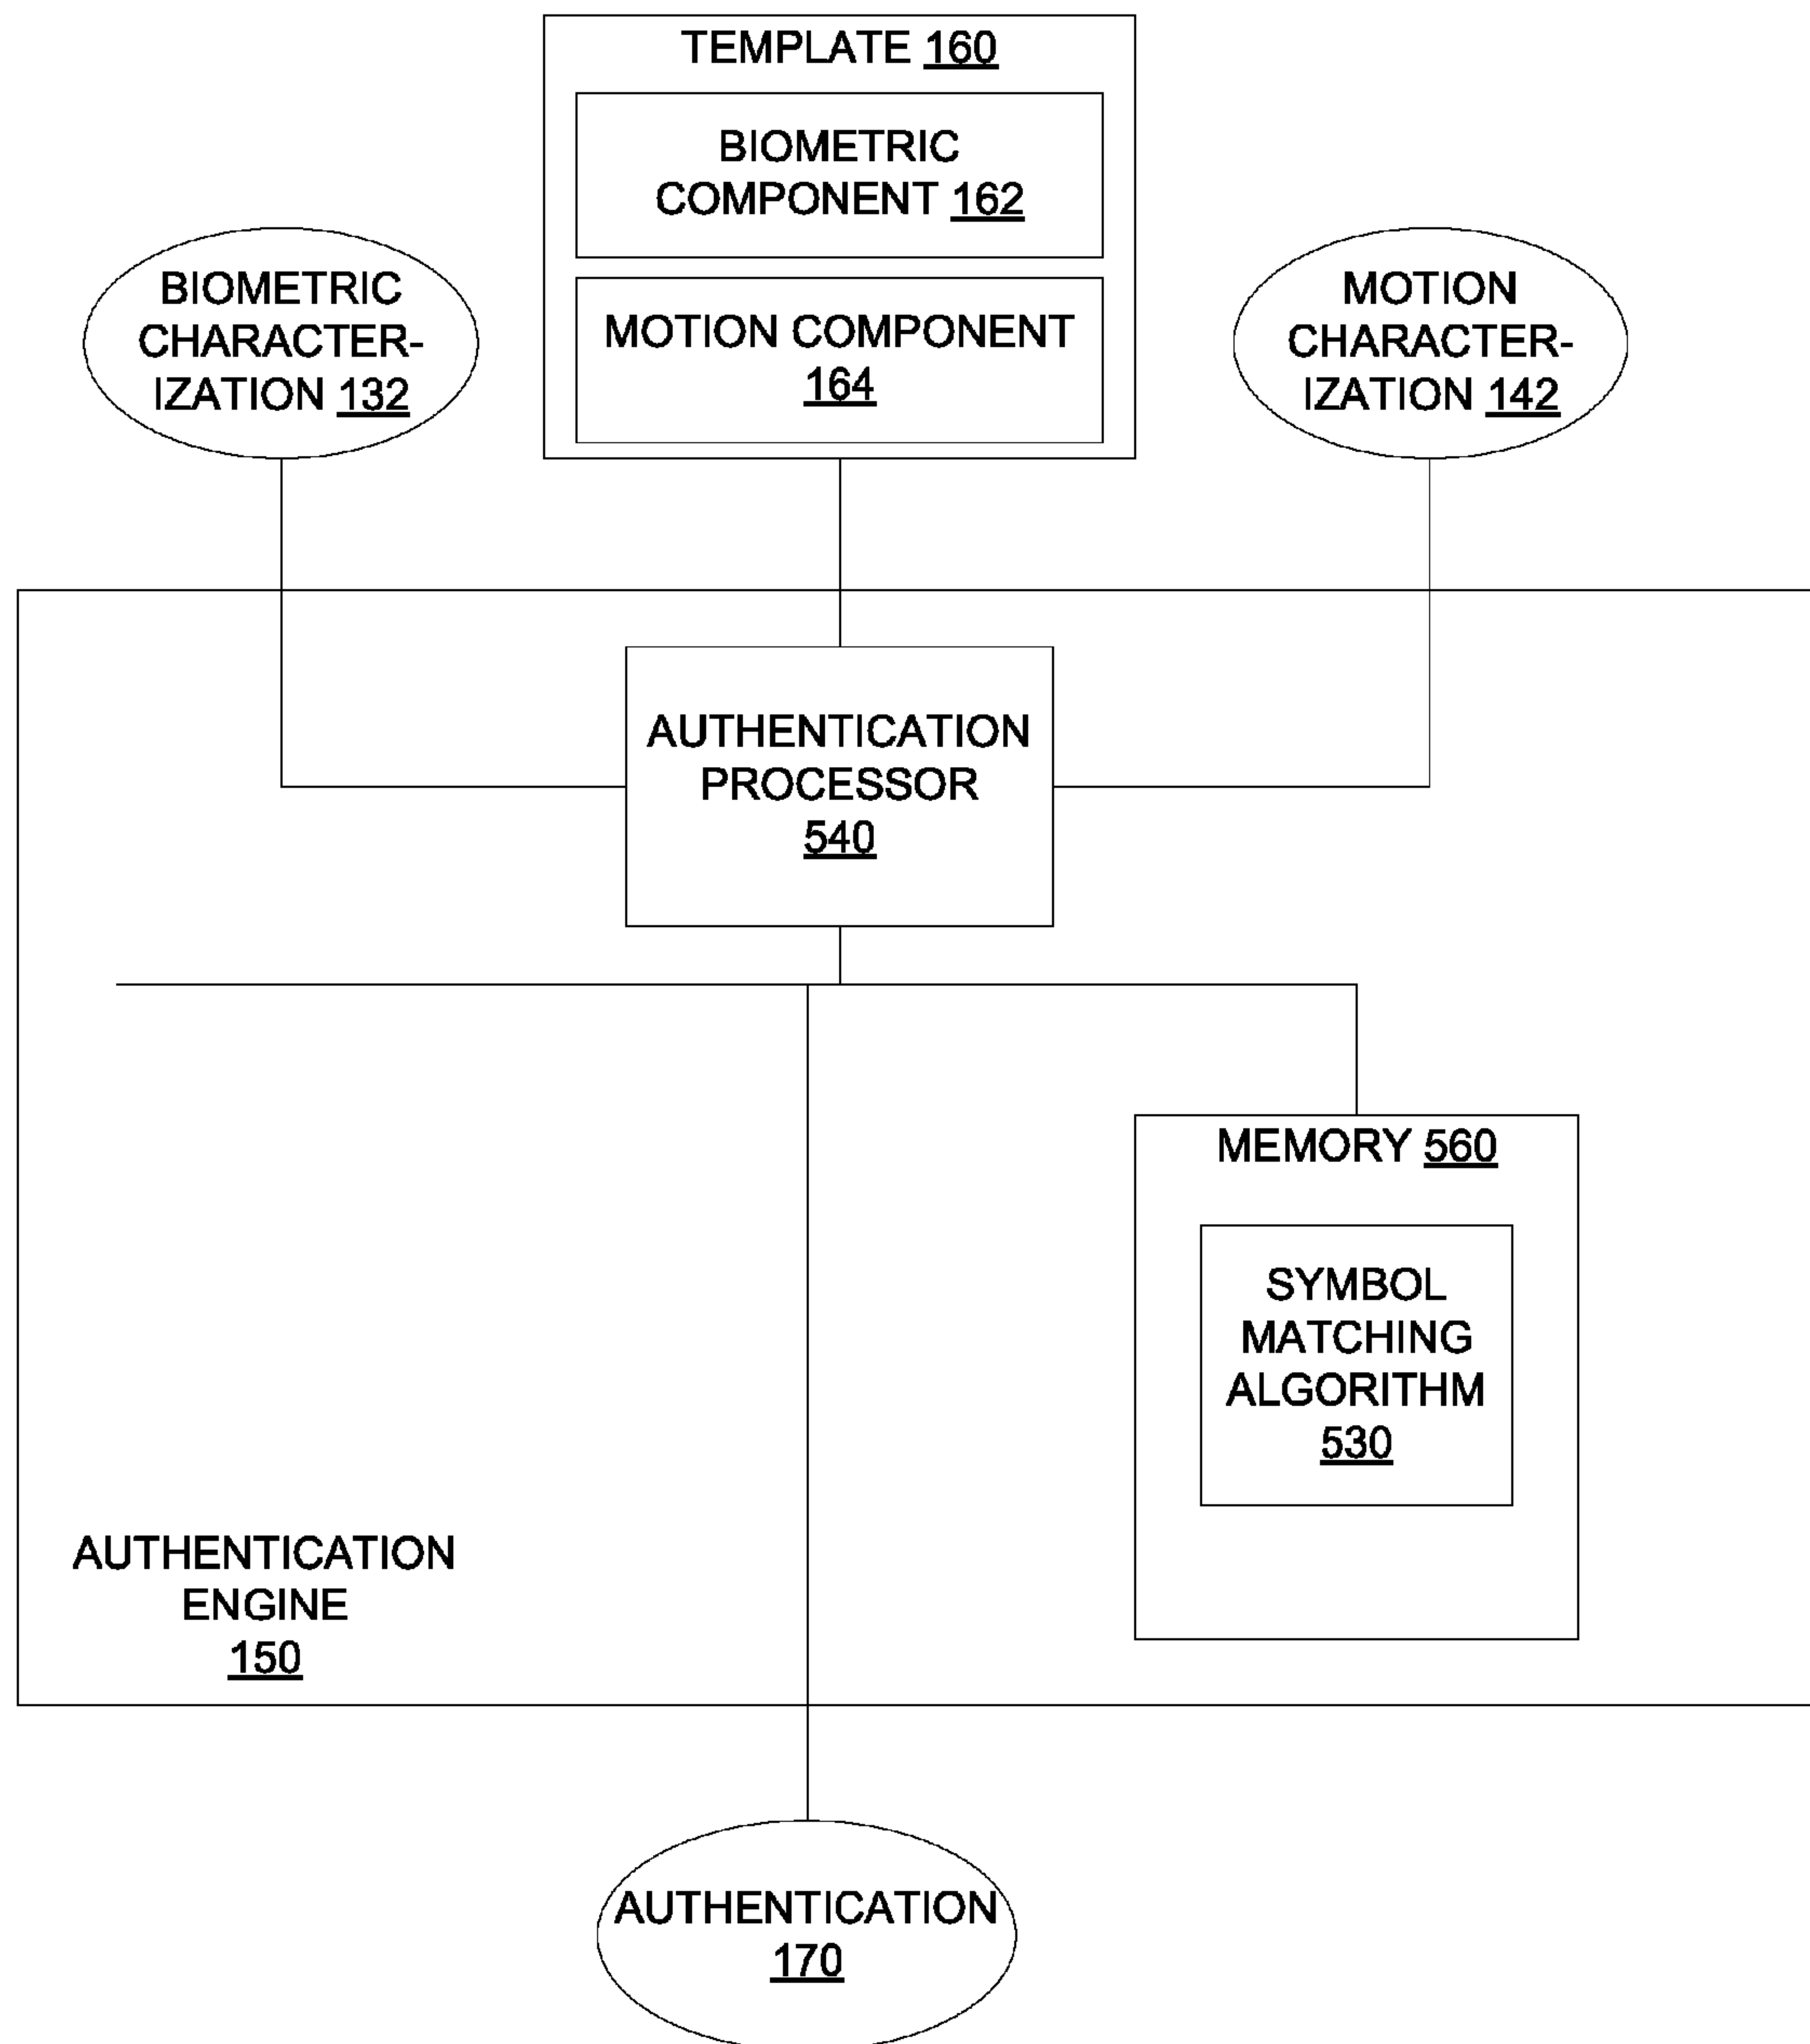 TEMPLATE 160
BIOMETRIC
COMPONENT 162
MOTION COMPONENT
164
BIOMETRIC
CHARACTER-
IZATION 132
MOTION
CHARACTER-
IZATION 142
AUTHENTICATION
PROCESSOR
540
MEMORY 560
SYMBOL
MATCHING
ALGORITHM
530
AUTHENTICATION
ENGINE
150
AUTHENTICATION
170